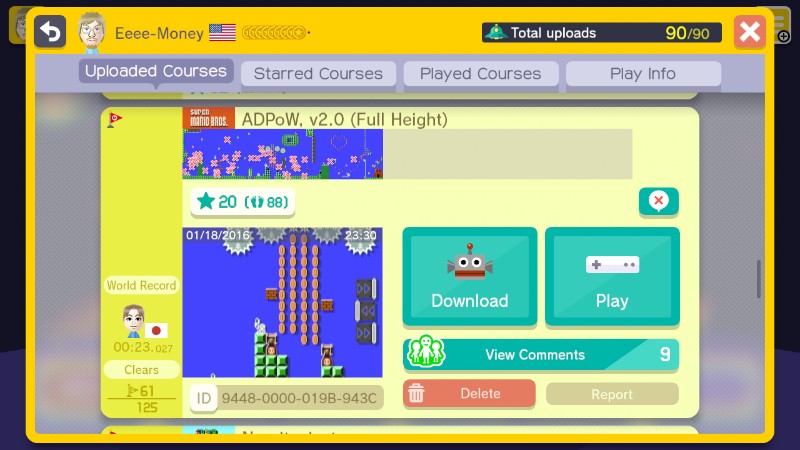 Eeee-Money
Total uploads 90/90
Uploaded Courses
Starred Courses
Played Courses
Play Info
SUPER
MARIO BROS.
ADPoW, v2.0 (Full Height)
20 (88)
01/18/2016 23:30
World Record
00:23.027
Clears
61
125
Download
Play
View Comments 9
ID 9448-0000-019B-943C
Delete
Report